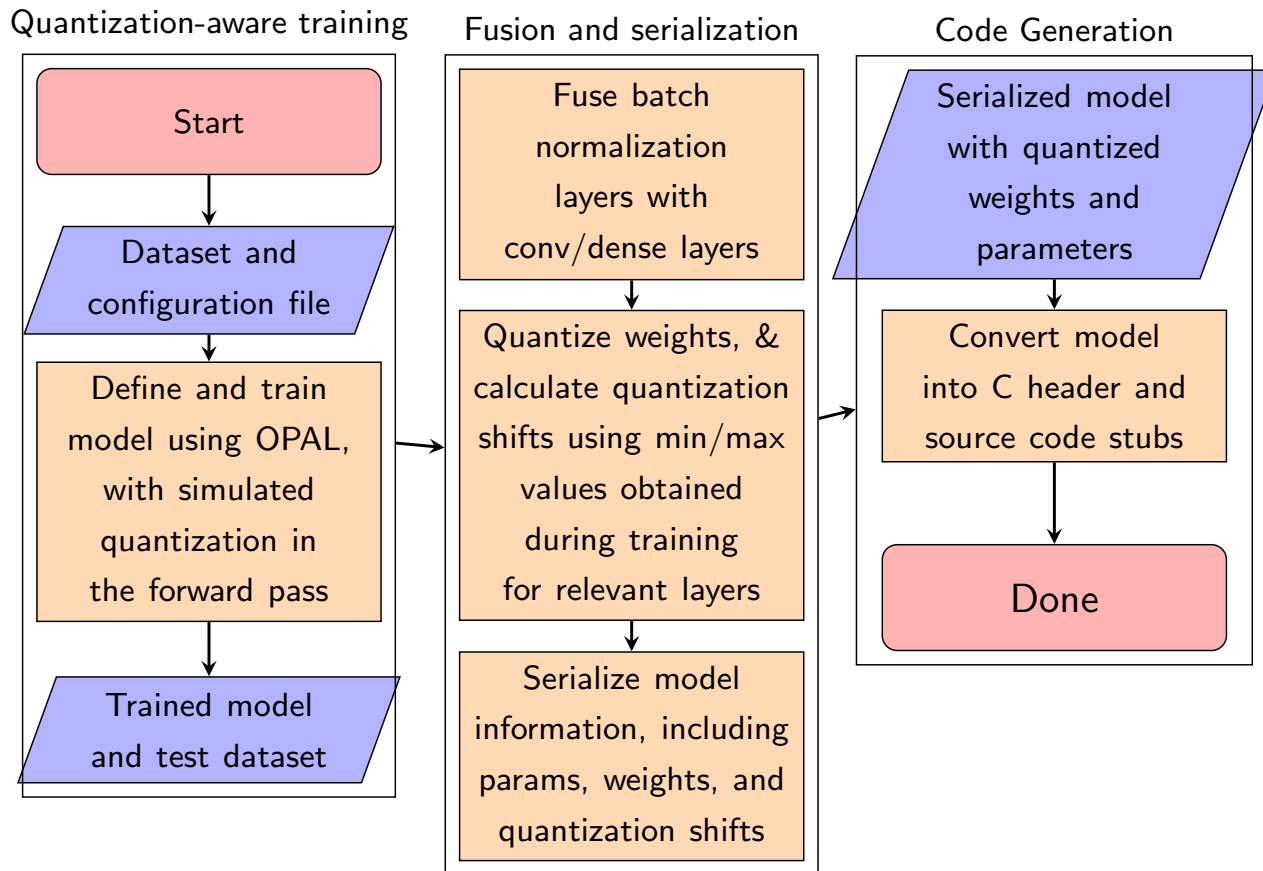 Quantization-aware training
Start
Dataset and
configuration file
Define and train
model using OPAL,
with simulated
quantization in
the forward pass
Trained model
and test dataset
Fusion and serialization
Fuse batch
normalization
layers with
conv/dense layers
Quantize weights, &
calculate quantization
shifts using min/max
values obtained
during training
for relevant layers
Serialize model
information, including
params, weights, and
quantization shifts
Code Generation
Serialized model
with quantized
weights and
parameters
Convert model
into C header and
source code stubs
Done